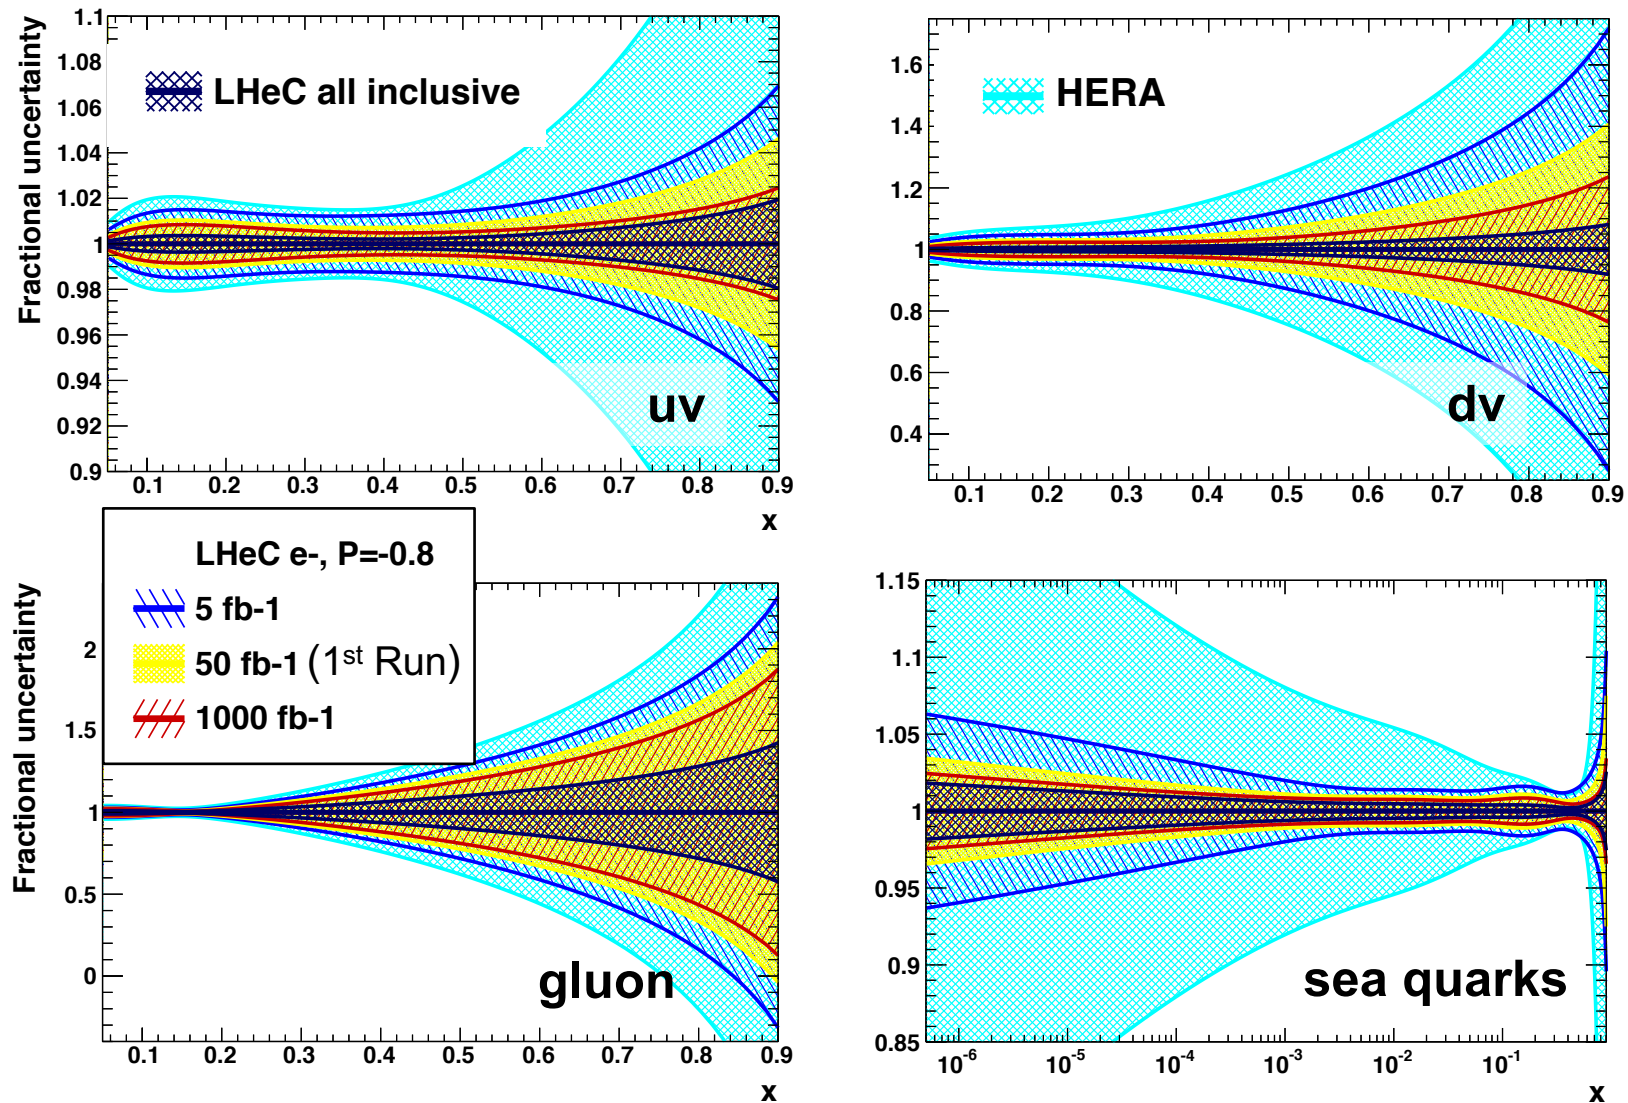 Fractional uncertainty
1.1
1.08
1.06
1.04
1.02
1
0.98
0.96
0.94
0.92
0.9
LHeC all inclusive
uv
0.1 0.2 0.3 0.4 0.5 0.6 0.7 0.8 0.9
x
1.6
1.4
1.2
1
0.8
0.6
0.4
HERA
dv
0.1 0.2 0.3 0.4 0.5 0.6 0.7 0.8 0.9
LHeC e-, P=-0.8
5 fb-1
50 fb-1 (1st Run)
1000 fb-1
Fractional uncertainty
2
1.5
1
0.5
0
gluon
0.1 0.2 0.3 0.4 0.5 0.6 0.7 0.8 0.9
x
1.15
1.1
1.05
1
0.95
0.9
0.85
sea quarks
10-6 10-5 10-4 10-3 10-2 10-1
x